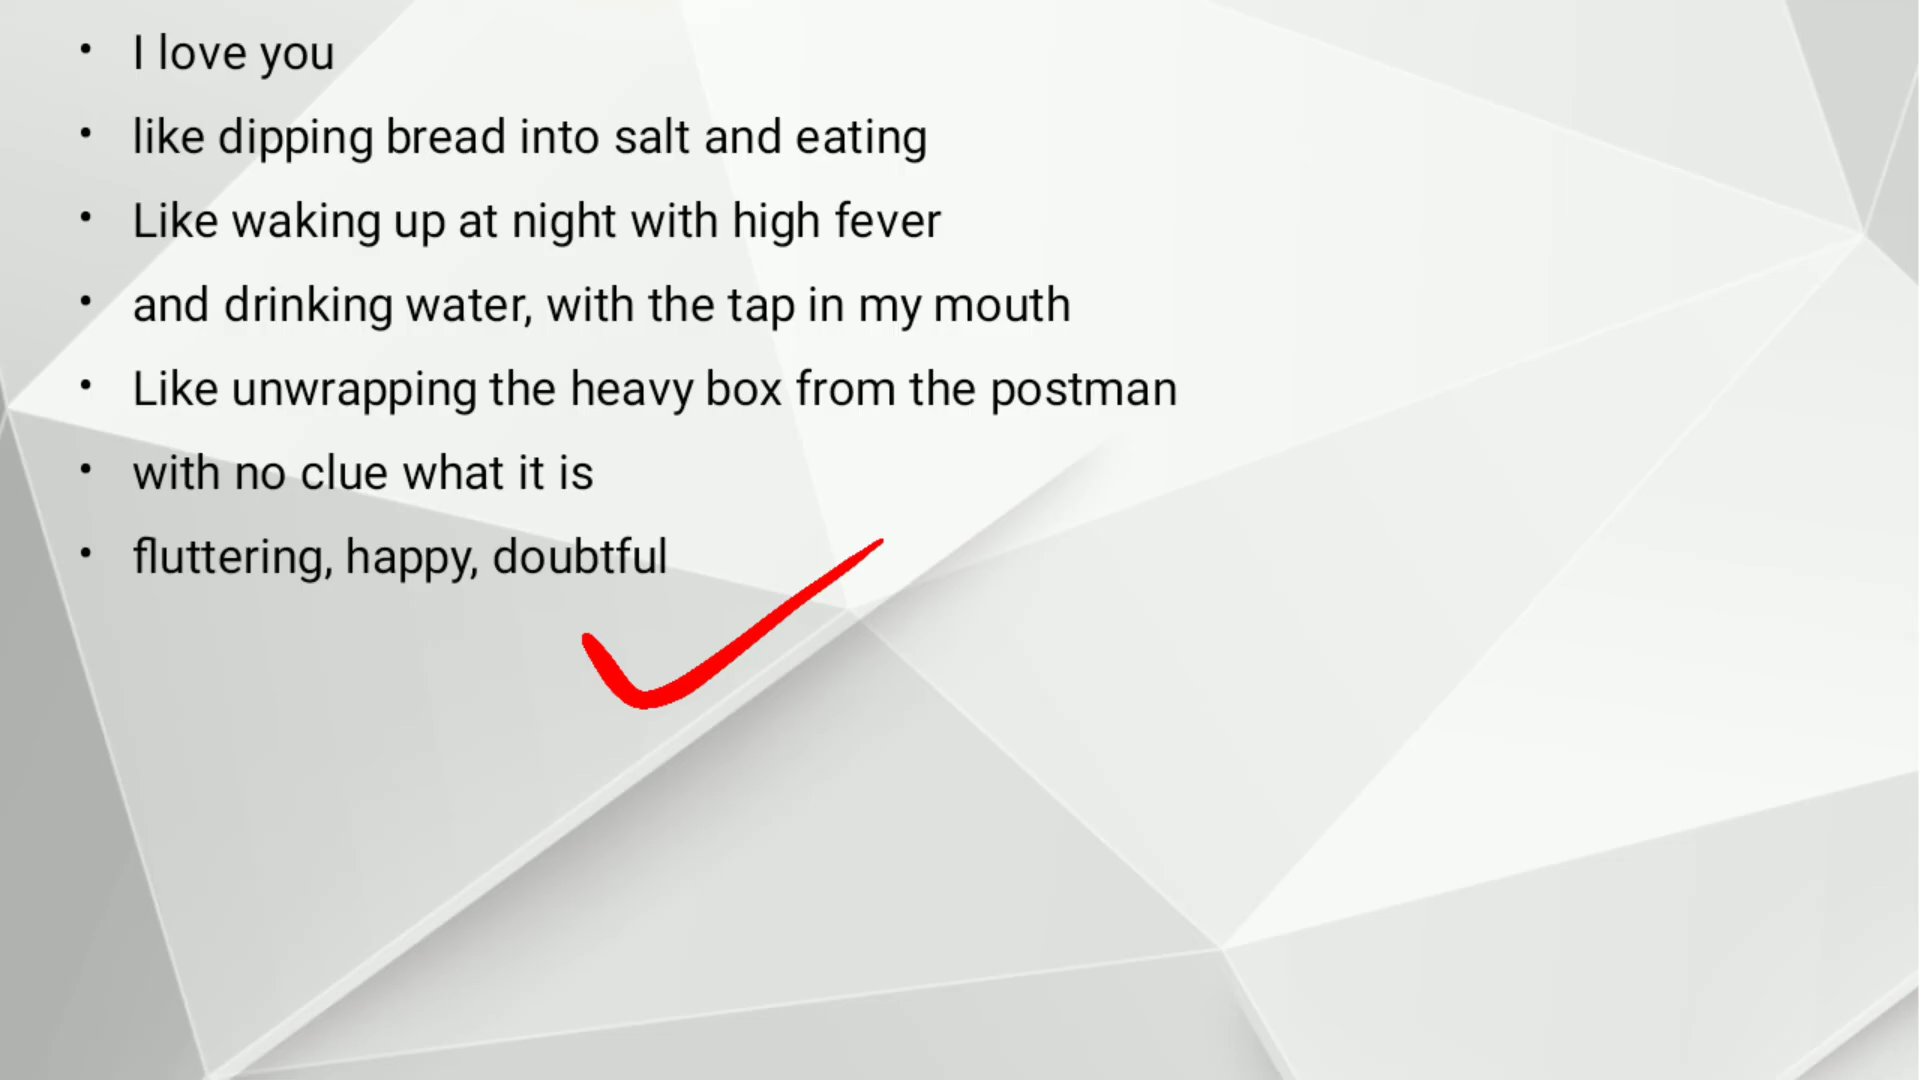 • I love you
• like dipping bread into salt and eating
• Like waking up at night with high fever
• and drinking water, with the tap in my mouth
• Like unwrapping the heavy box from the postman
• with no clue what it is
• fluttering, happy, doubtful